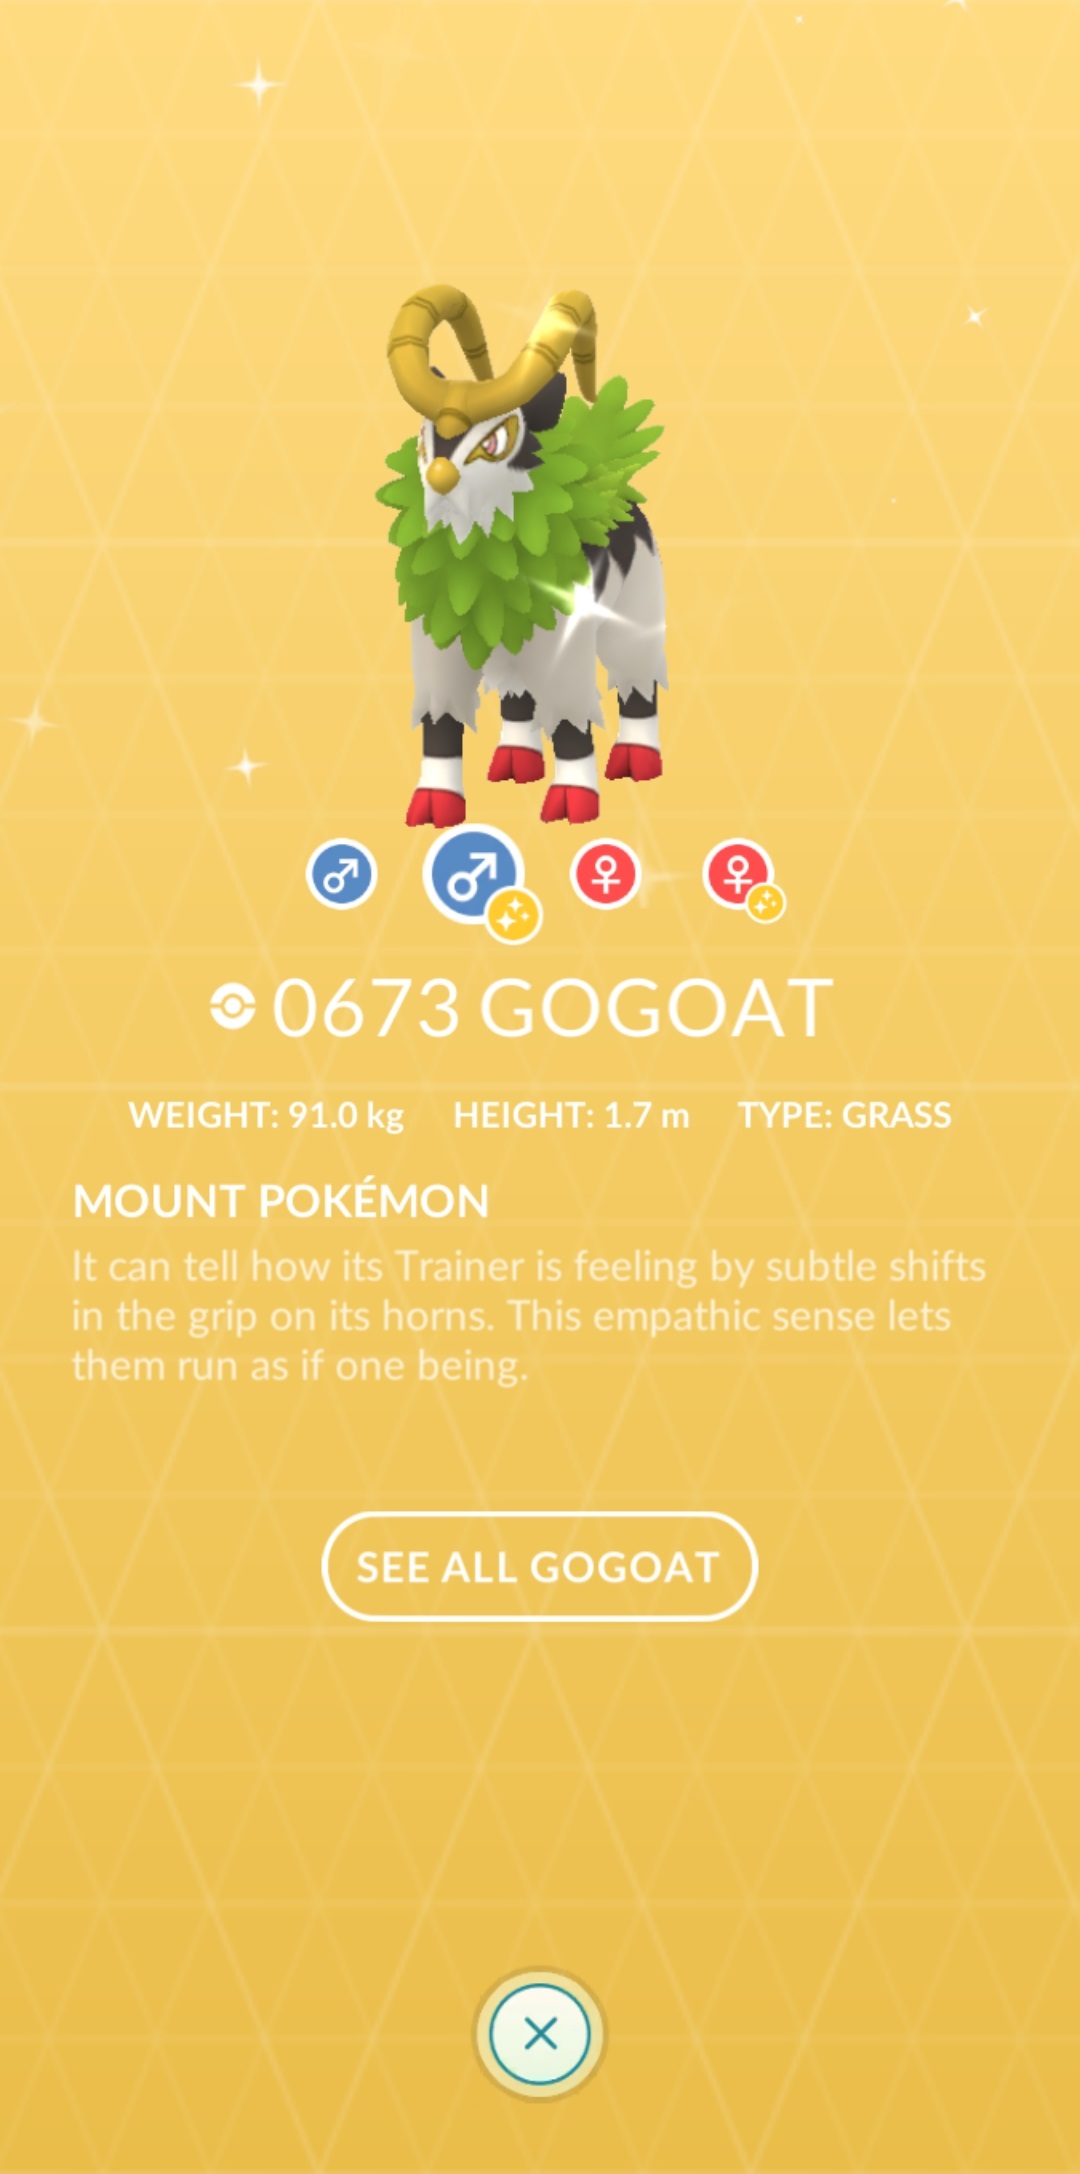 0673 GOGOAT
WEIGHT: 91.0 kg HEIGHT: 1.7 m TYPE: GRASS
MOUNT POKÉMON
It can tell how its Trainer is feeling by subtle shifts
in the grip on its horns. This empathic sense lets
them run as if one being.
SEE ALL GOGOAT